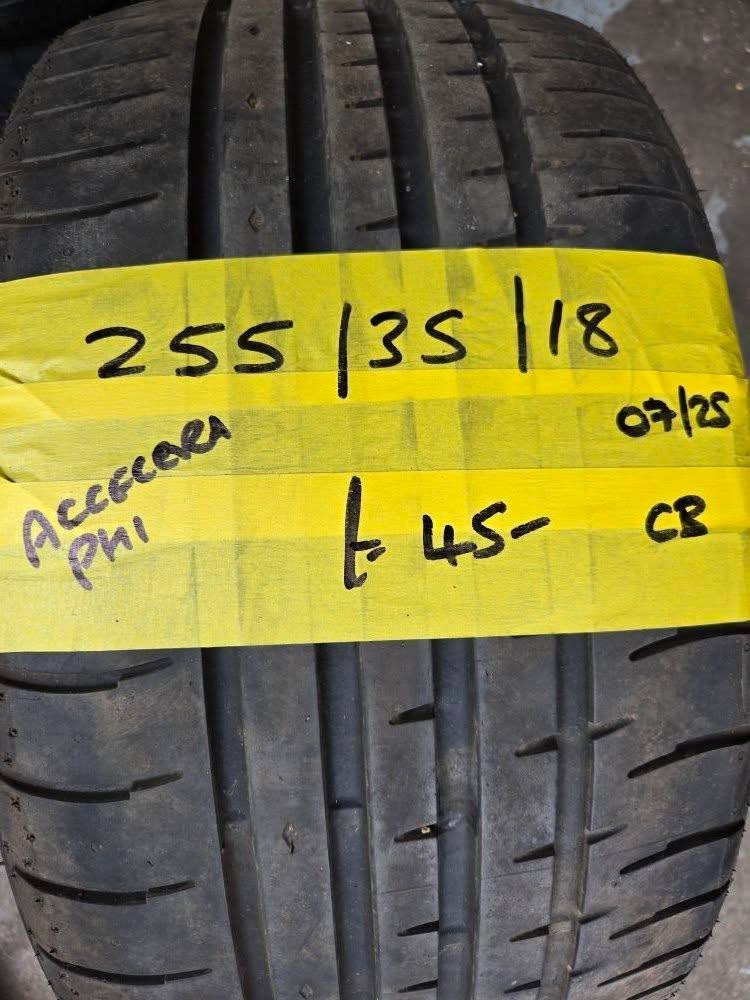 255/35/18
07/25
ACCELERA
PHI
£ 45-
CB